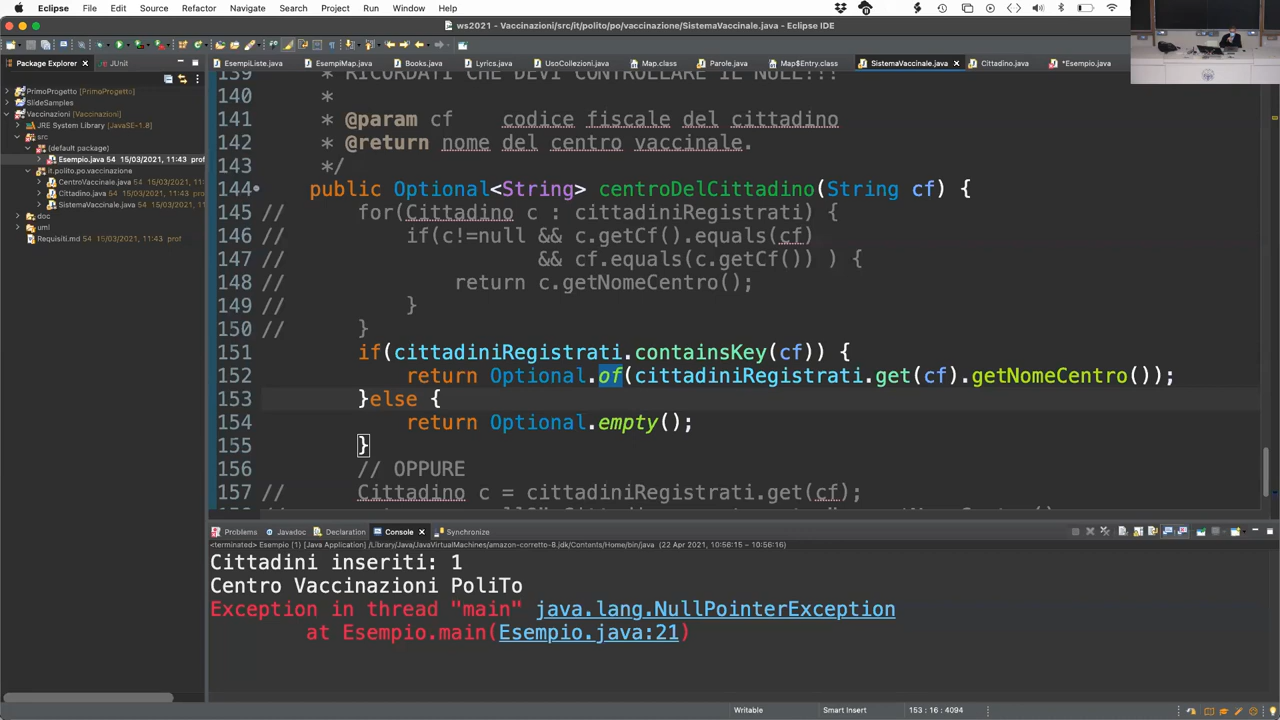 Eclipse File Edit Source Refactor Navigate Search Project Run Window Help
ws2021 - Vaccinazioni/src/it/polito/po/vaccinazione/SistemaVaccinale.java - Eclipse IDE
Package Explorer JUnit
EsempiListe.java EsempiMap.java Books.java Lyrics.java UsoCollezioni.java Map.class Parole.java Map$Entry.class SistemaVaccinale.java Cittadino.java *Esempio.java
PrimoProgetto
SlideSamples
Vaccinazioni [Vaccinazioni]
JRE System Library [JavaSE-1.8]
src
(default package)
Esempio.java 54 15/03/2021, 11:43 prof
it.polito.po.vaccinazione
CentroVaccinale.java 54 15/03/2021, 11:43
Cittadino.java 54 15/03/2021, 11:43 prof
SistemaVaccinale.java 54 15/03/2021, 11:43
doc
uml
Requisiti.md 54 15/03/2021, 11:43 prof
139 * RICORDATI CHE DEVI CONTROLLARE IL NULL!!!
140 *
141 * @param cf codice fiscale del cittadino
142 * @return nome del centro vaccinale.
143 */
144 public Optional<String> centroDelCittadino(String cf) {
145 // for(Cittadino c : cittadiniRegistrati) {
146 // if(c!=null && c.getCf().equals(cf)
147 // && cf.equals(c.getCf()) ) {
148 // return c.getNomeCentro();
149 // }
150 // }
151 if(cittadiniRegistrati.containsKey(cf)) {
152 return Optional.of(cittadiniRegistrati.get(cf).getNomeCentro());
153 }else {
154 return Optional.empty();
155 }
156 // OPPURE
157 // Cittadino c = cittadiniRegistrati.get(cf);
Problems Javadoc Declaration Console Synchronize
<terminated> Esempio (1) [Java Application] /Library/Java/JavaVirtualMachines/amazon-corretto-8.jdk/Contents/Home/bin/java (22 Apr 2021, 10:56:15 – 10:56:16)
Cittadini inseriti: 1
Centro Vaccinazioni PoliTo
Exception in thread "main" java.lang.NullPointerException
at Esempio.main(Esempio.java:21)
Writable Smart Insert 153 : 16 : 4094